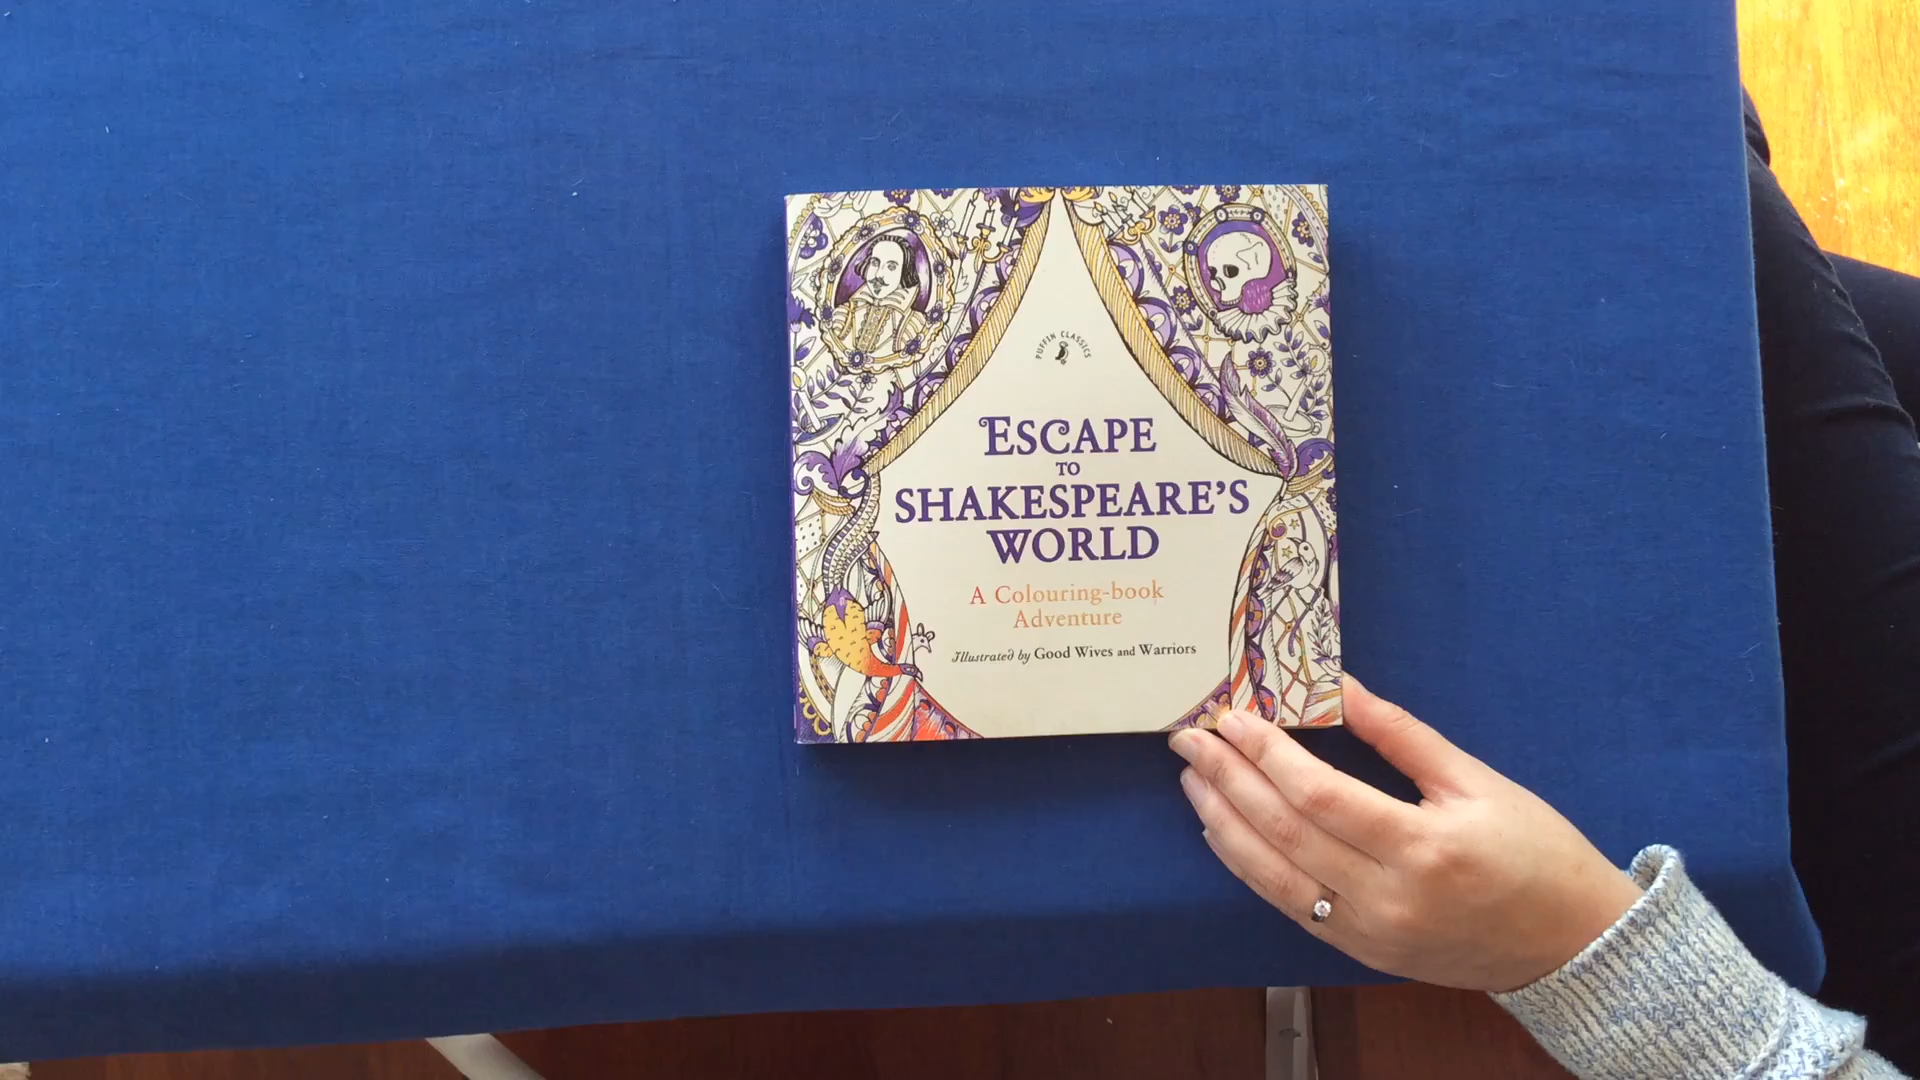 PUFFIN CLASSICS
ESCAPE
TO
SHAKESPEARE'S
WORLD
A Colouring-book
Adventure
Illustrated by Good Wives and Warriors